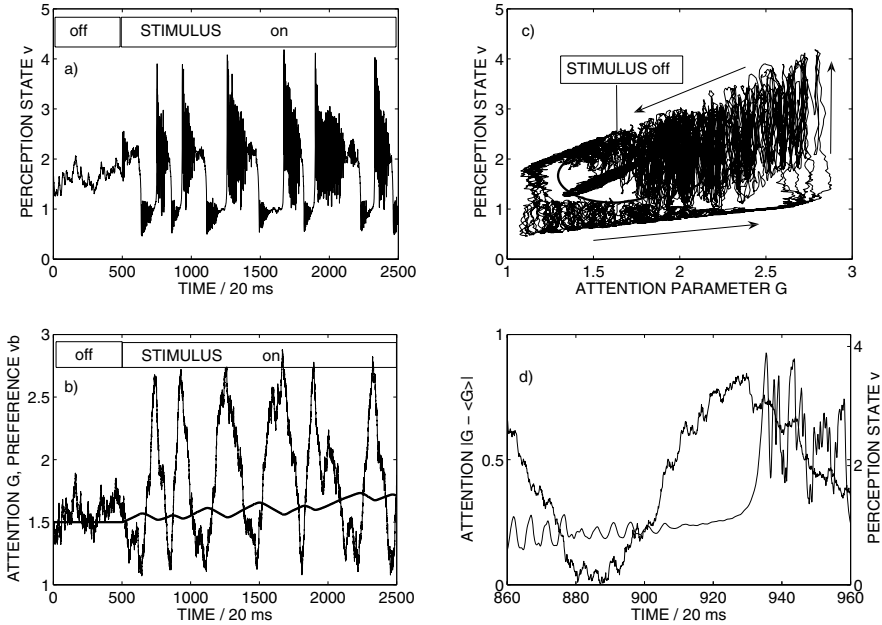 5
4
3
2
1
0
PERCEPTION STATE v
off
STIMULUS on
a)
0 500 1000 1500 2000 2500
TIME / 20 ms
5
4
3
2
1
0
PERCEPTION STATE v
c)
STIMULUS off
1 1.5 2 2.5 3
ATTENTION PARAMETER G
3
2.5
2
1.5
1
ATTENTION G, PREFERENCE vb
off
STIMULUS on
b)
0 500 1000 1500 2000 2500
TIME / 20 ms
1
0.5
0
ATTENTION |G - <G>|
d)
4
2
0
PERCEPTION STATE v
860 880 900 920 940 960
TIME / 20 ms